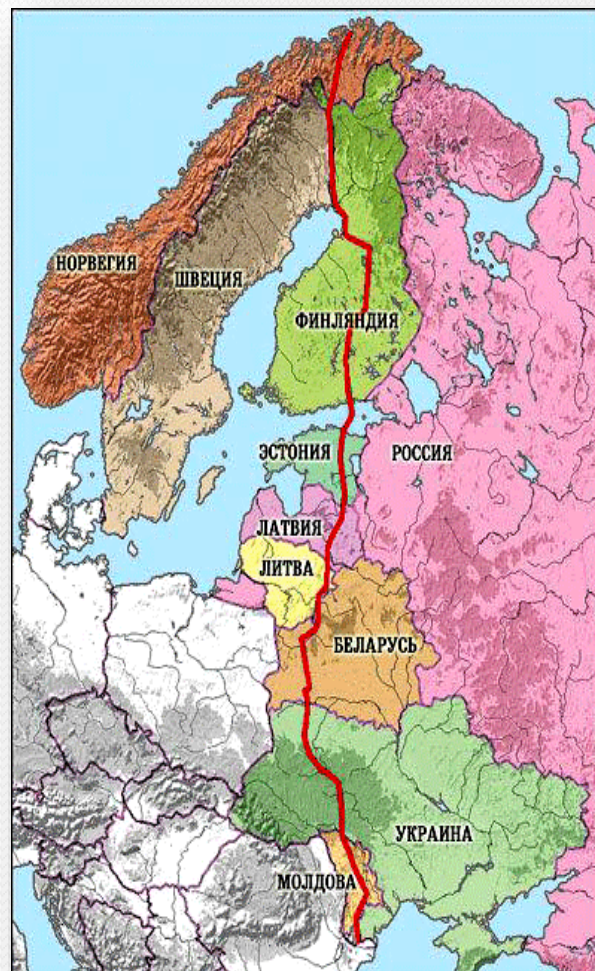 НОРВЕГИЯ
ШВЕЦИЯ
ФИНЛЯНДИЯ
ЭСТОНИЯ
РОССИЯ
ЛАТВИЯ
ЛИТВА
БЕЛАРУСЬ
УКРАИНА
МОЛДОВА